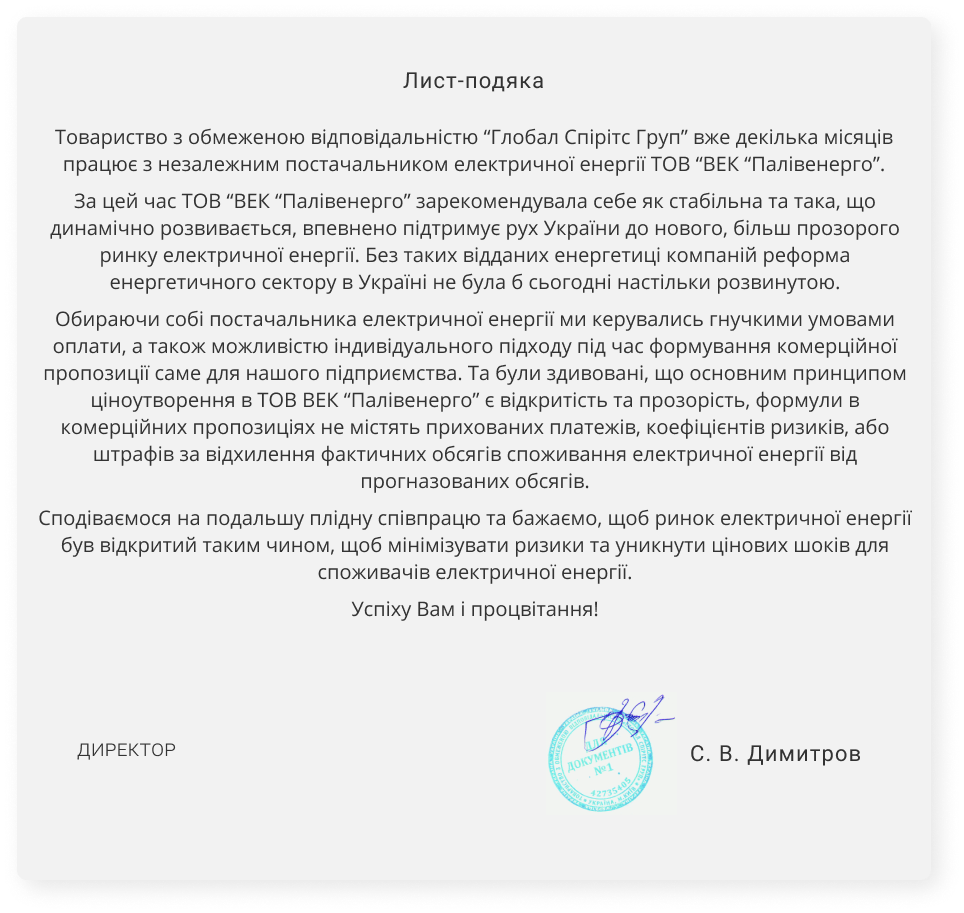 Лист-подяка
Товариство з обмеженою відповідальністю “Глобал Спірітс Груп” вже декілька місяців
працює з незалежним постачальником електричної енергії ТОВ “ВЕК “Палівенерго”.
За цей час ТОВ “ВЕК “Палівенерго” зарекомендувала себе як стабільна та така, що
динамічно розвивається, впевнено підтримує рух України до нового, більш прозорого
ринку електричної енергії. Без таких відданих енергетиці компаній реформа
енергетичного сектору в Україні не була б сьогодні настільки розвинутою.
Обираючи собі постачальника електричної енергії ми керувались гнучкими умовами
оплати, а також можливістю індивідуального підходу під час формування комерційної
пропозиції саме для нашого підприємства. Та були здивовані, що основним принципом
ціноутворення в ТОВ ВЕК “Палівенерго” є відкритість та прозорість, формули в
комерційних пропозиціях не містять прихованих платежів, коефіцієнтів ризиків, або
штрафів за відхилення фактичних обсягів споживання електричної енергії від
прогназованих обсягів.
Сподіваємося на подальшу плідну співпрацю та бажаємо, щоб ринок електричної енергії
був відкритий таким чином, щоб мінімізувати ризики та уникнути цінових шоків для
споживачів електричної енергії.
Успіху Вам і процвітання!
ДИРЕКТОР
ДЛЯ
ДОКУМЕНТІВ
№1
42735485
С. В. Димитров